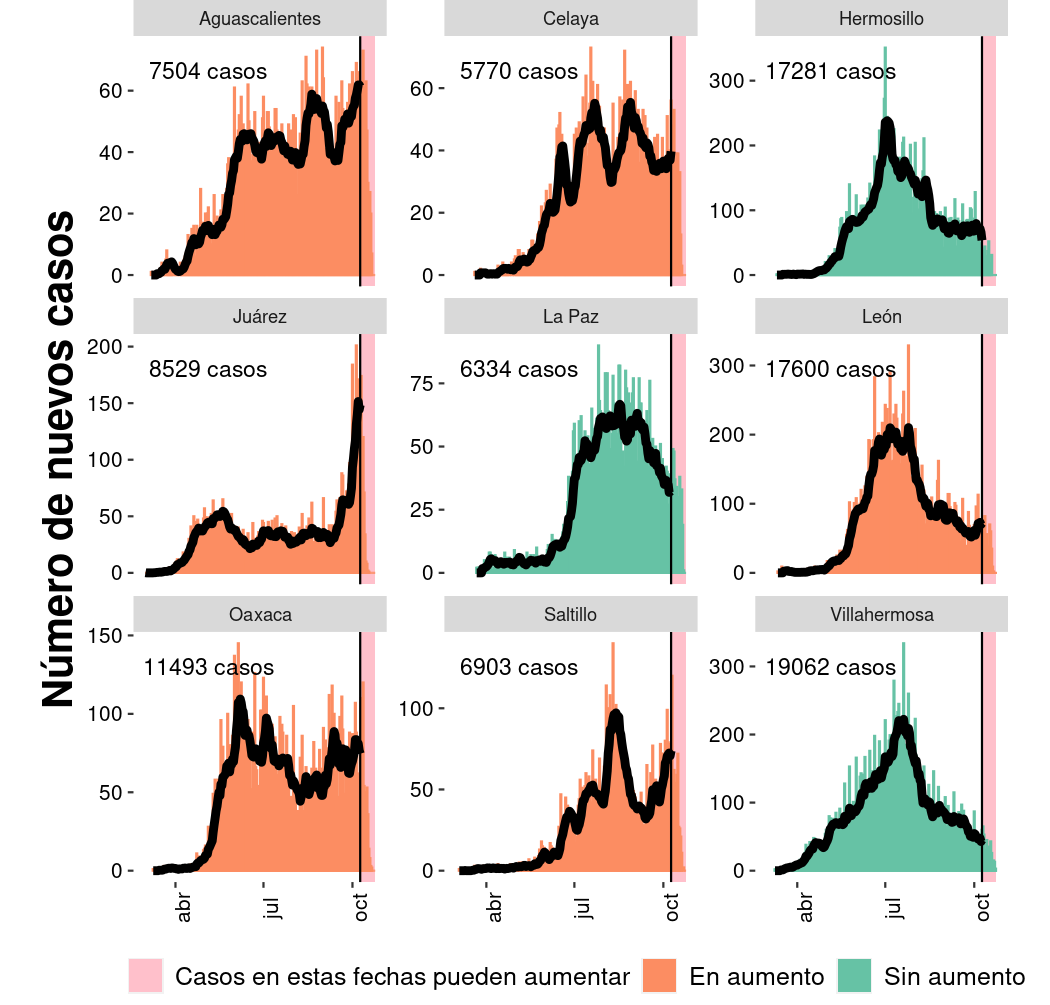 Número de nuevos casos
Aguascalientes
7504 casos
60
40
20
0
Celaya
5770 casos
60
40
20
0
Hermosillo
17281 casos
300
200
100
0
Juárez
8529 casos
200
150
100
50
0
La Paz
6334 casos
75
50
25
0
León
17600 casos
300
200
100
0
Oaxaca
11493 casos
150
100
50
0
abr
jul
oct
Saltillo
6903 casos
100
50
0
abr
jul
oct
Villahermosa
19062 casos
300
200
100
0
abr
jul
oct
Casos en estas fechas pueden aumentar
En aumento
Sin aumento